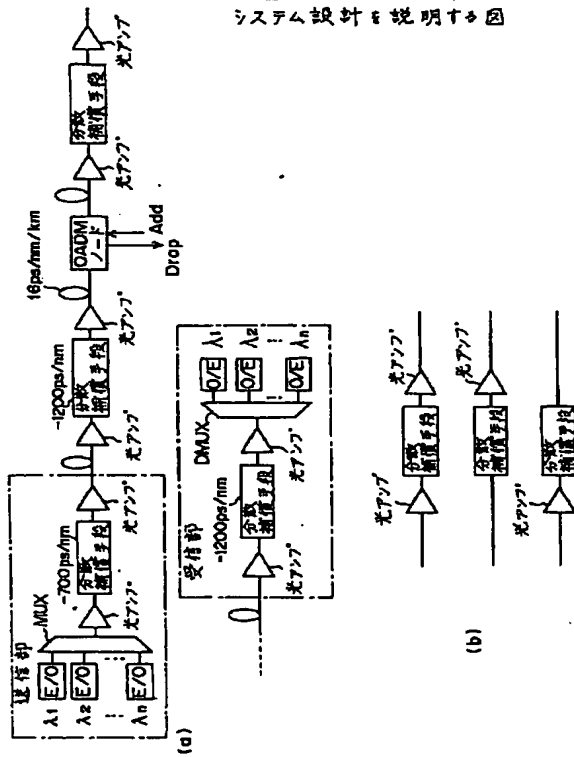 システム設計を説明する図
(a)
送信部
λ1
E/O
λ2
E/O
λn
E/O
MUX
光アンプ
-700ps/nm
分散
補償手段
光アンプ
光アンプ
-1200ps/nm
分散
補償手段
光アンプ
16ps/nm/km
OADM
ノード
Drop
Add
光アンプ
分散
補償手段
光アンプ
受信部
光アンプ
-1200ps/nm
分散
補償手段
光アンプ
DMUX
O/E
λ1
O/E
λ2
O/E
λn
(b)
光アンプ
分散
補償手段
光アンプ
分散
補償手段
光アンプ
光アンプ
分散
補償手段